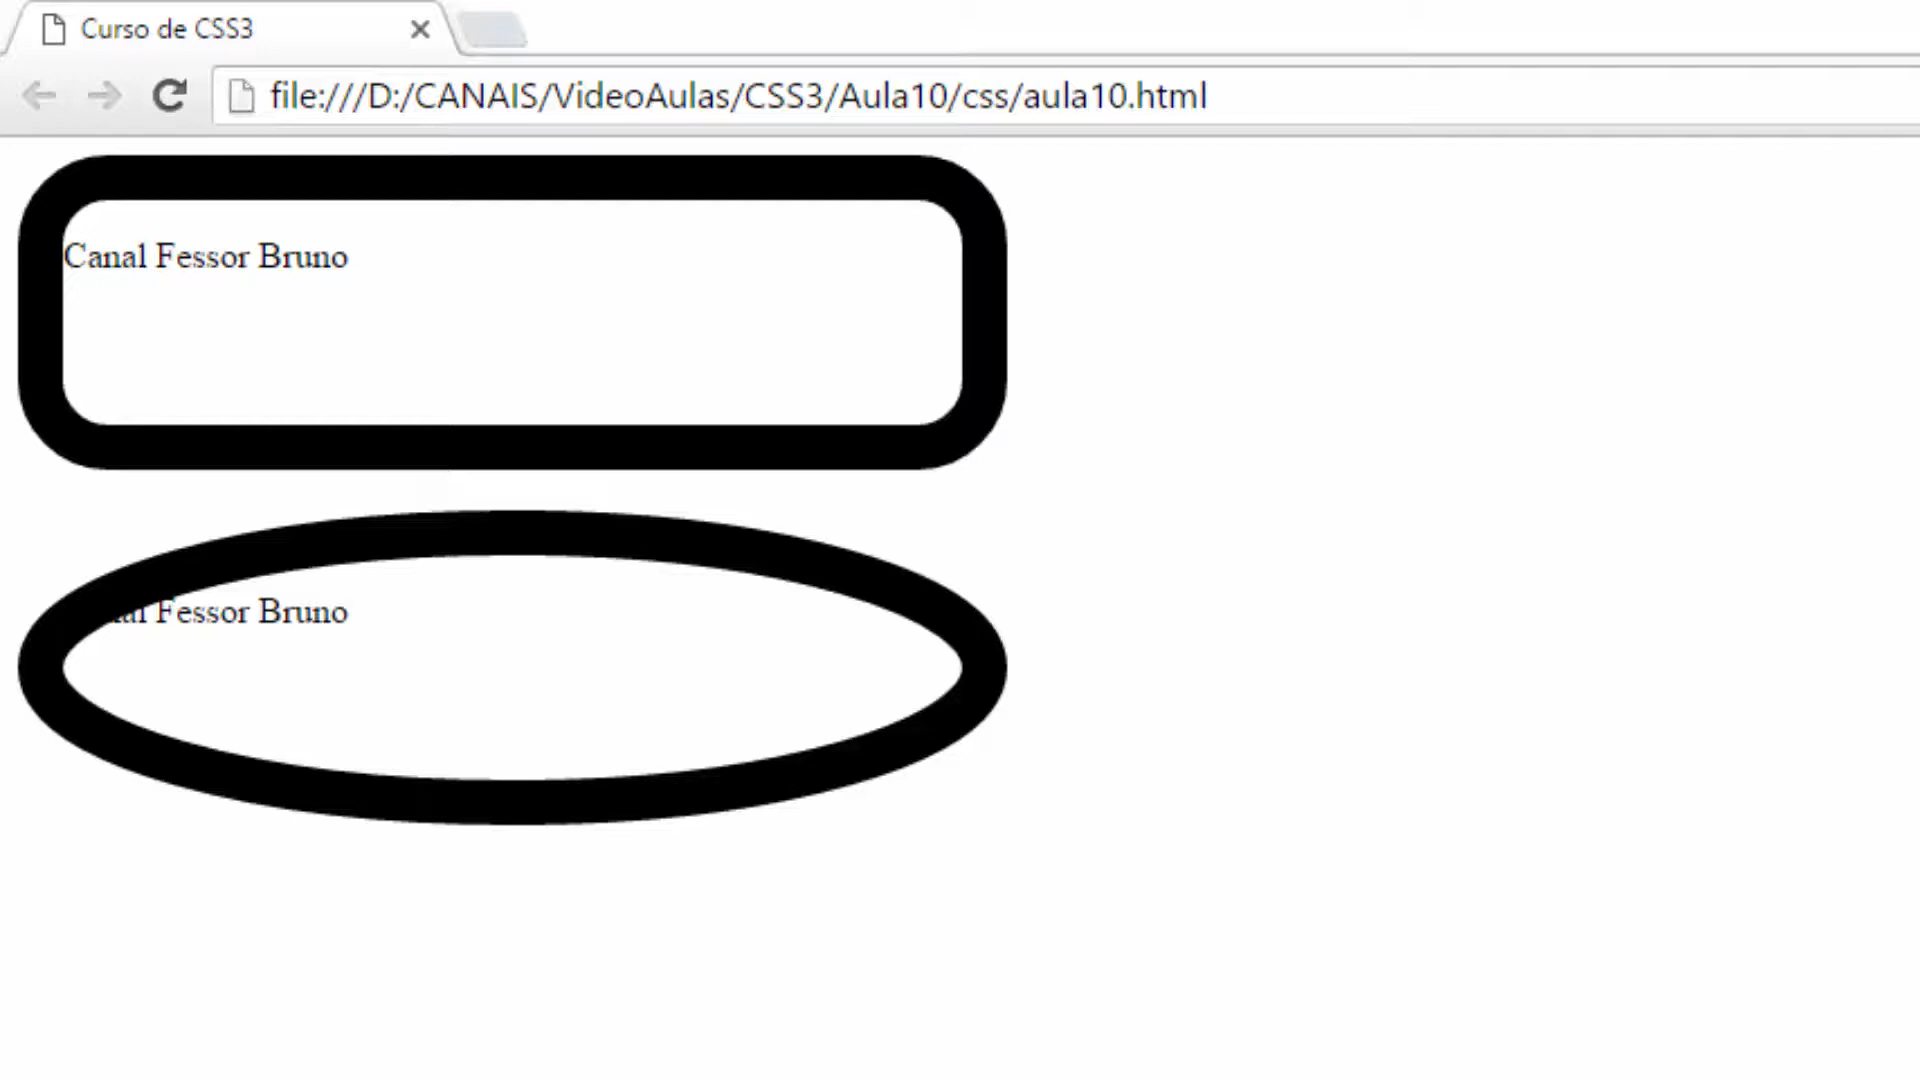 Curso de CSS3
file:///D:/CANAIS/VideoAulas/CSS3/Aula10/css/aula10.html
Canal Fessor Bruno
Fessor Bruno